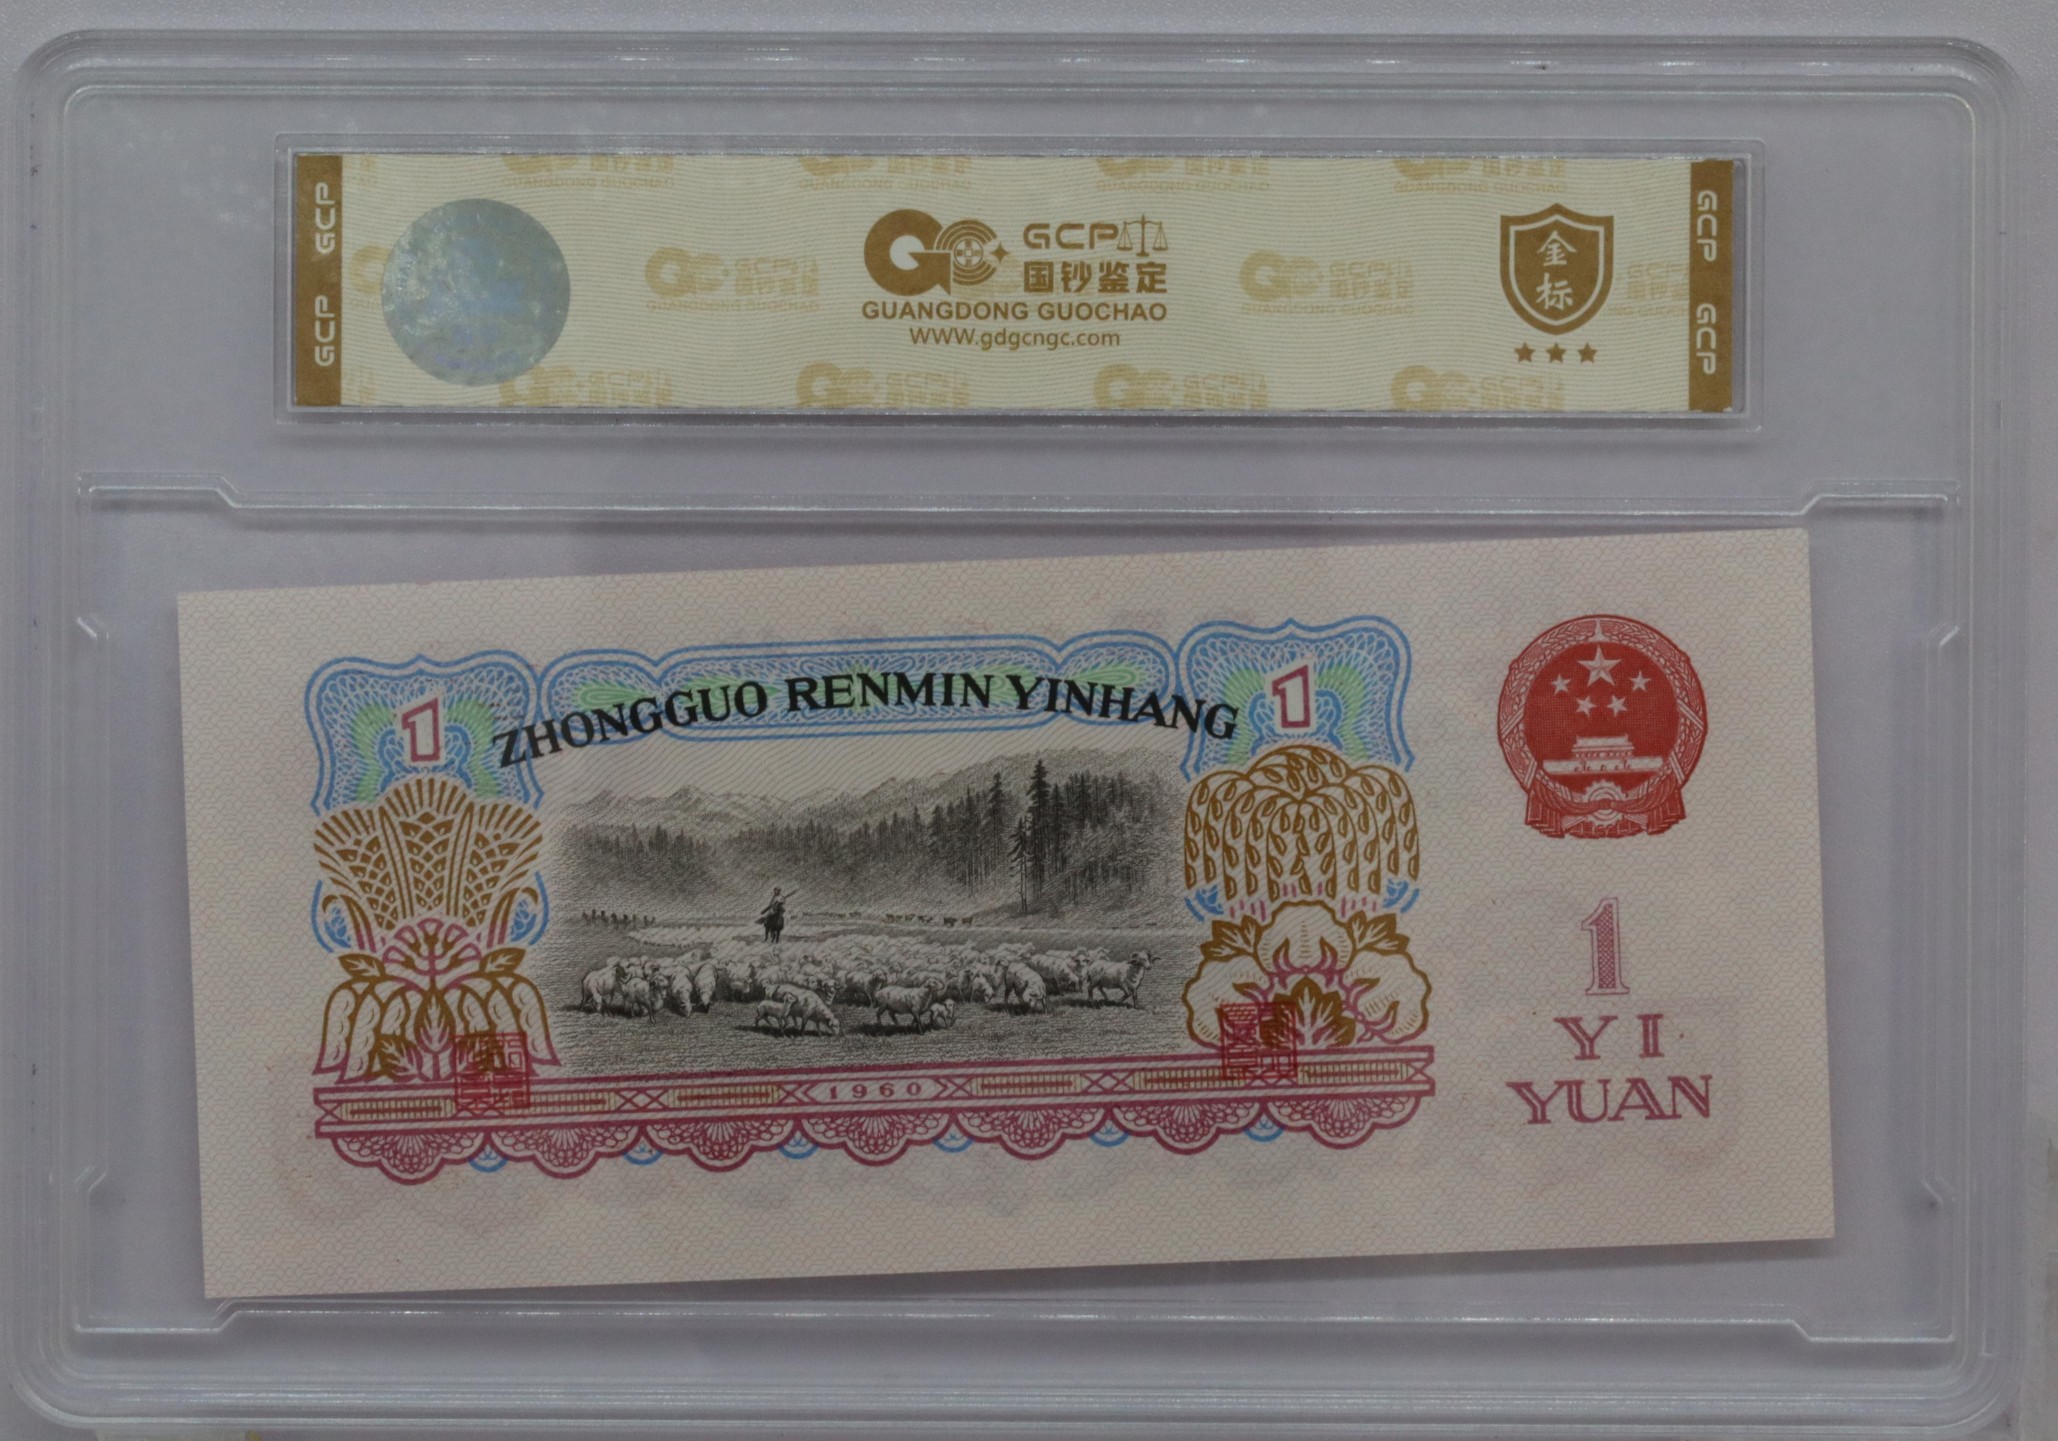 GCP GCP
GCP
国钞鉴定
GUANGDONG GUOCHAO
WWW.gdgcngc.com
金
标
GCP GCP
1
ZHONGGUO RENMIN YINHANG
1
1960
1
YI
YUAN